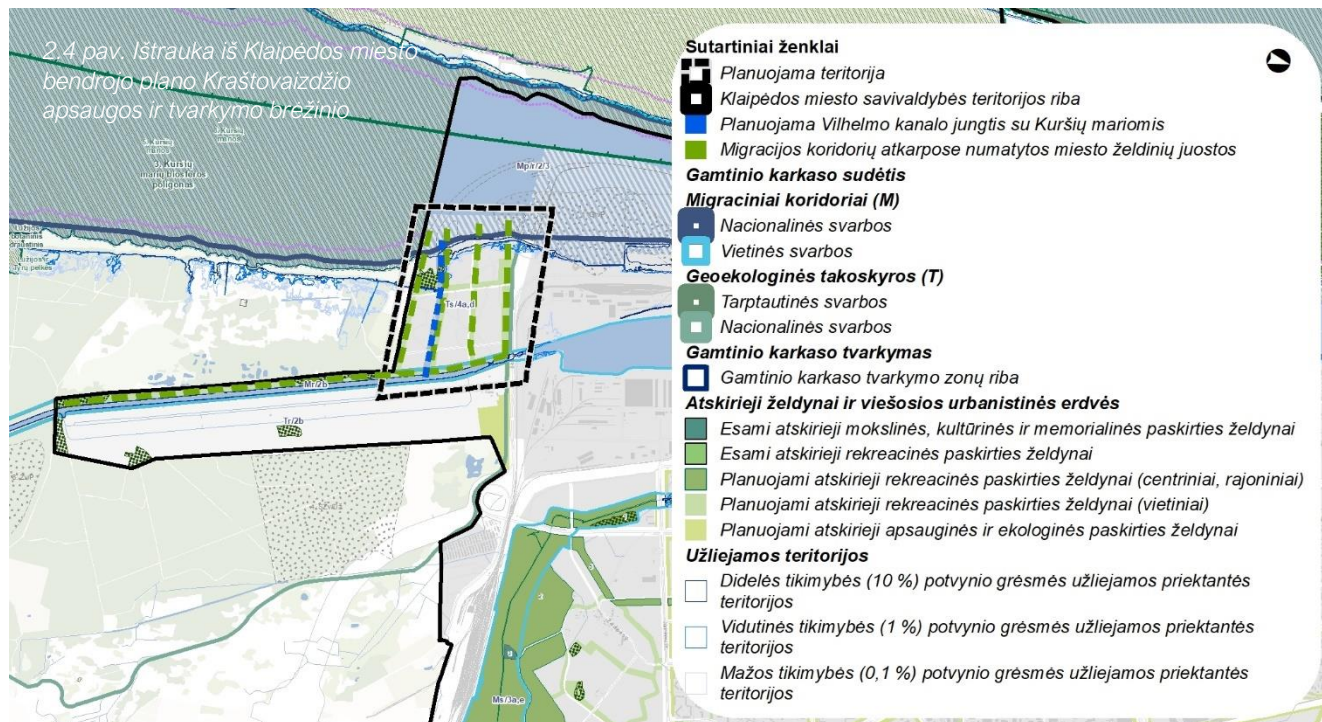 2.4 pav. Ištrauka iš Klaipėdos miesto
bendrojo plano Kraštovaizdžio
apsaugos ir tvarkymo brėžinio
3. Kuršių
marių biosferos
poligonas
Mp/r/2/3
Ts/4a,d
Mr/2b
Tr/2b
Ms/3a,e
Sutartiniai ženklai
Planuojama teritorija
Klaipėdos miesto savivaldybės teritorijos riba
Planuojama Vilhelmo kanalo jungtis su Kuršių mariomis
Migracijos koridorių atkarpose numatytos miesto želdinių juostos
Gamtinio karkaso sudėtis
Migraciniai koridoriai (M)
Nacionalinės svarbos
Vietinės svarbos
Geoekologinės takoskyros (T)
Tarptautinės svarbos
Nacionalinės svarbos
Gamtinio karkaso tvarkymas
Gamtinio karkaso tvarkymo zonų riba
Atskirieji želdynai ir viešosios urbanistinės erdvės
Esami atskirieji mokslinės, kultūrinės ir memorialinės paskirties želdynai
Esami atskirieji rekreacinės paskirties želdynai
Planuojami atskirieji rekreacinės paskirties želdynai (centriniai, rajoniniai)
Planuojami atskirieji rekreacinės paskirties želdynai (vietiniai)
Planuojami atskirieji apsauginės ir ekologinės paskirties želdynai
Užliejamos teritorijos
Didelės tikimybės (10 %) potvynio grėsmės užliejamos priektantės
teritorijos
Vidutinės tikimybės (1 %) potvynio grėsmės užliejamos priektantės
teritorijos
Mažos tikimybės (0,1 %) potvynio grėsmės užliejamos priektantės
teritorijos